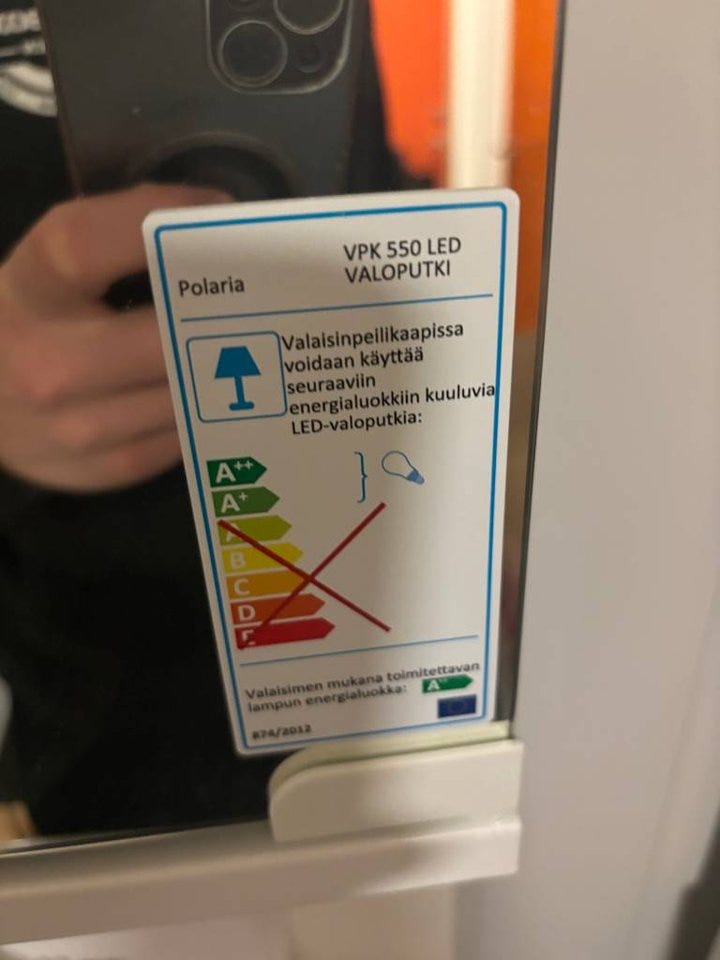 Polaria
VPK 550 LED
VALOPUTKI
Valaisinpeilikaapissa
voidaan käyttää
seuraaviin
energialuokkiin kuuluvia
LED-valoputkia:
A++
A+
A
B
C
D
E
Valaisimen mukana toimitettavan
lampun energialuokka: A+
874/2012